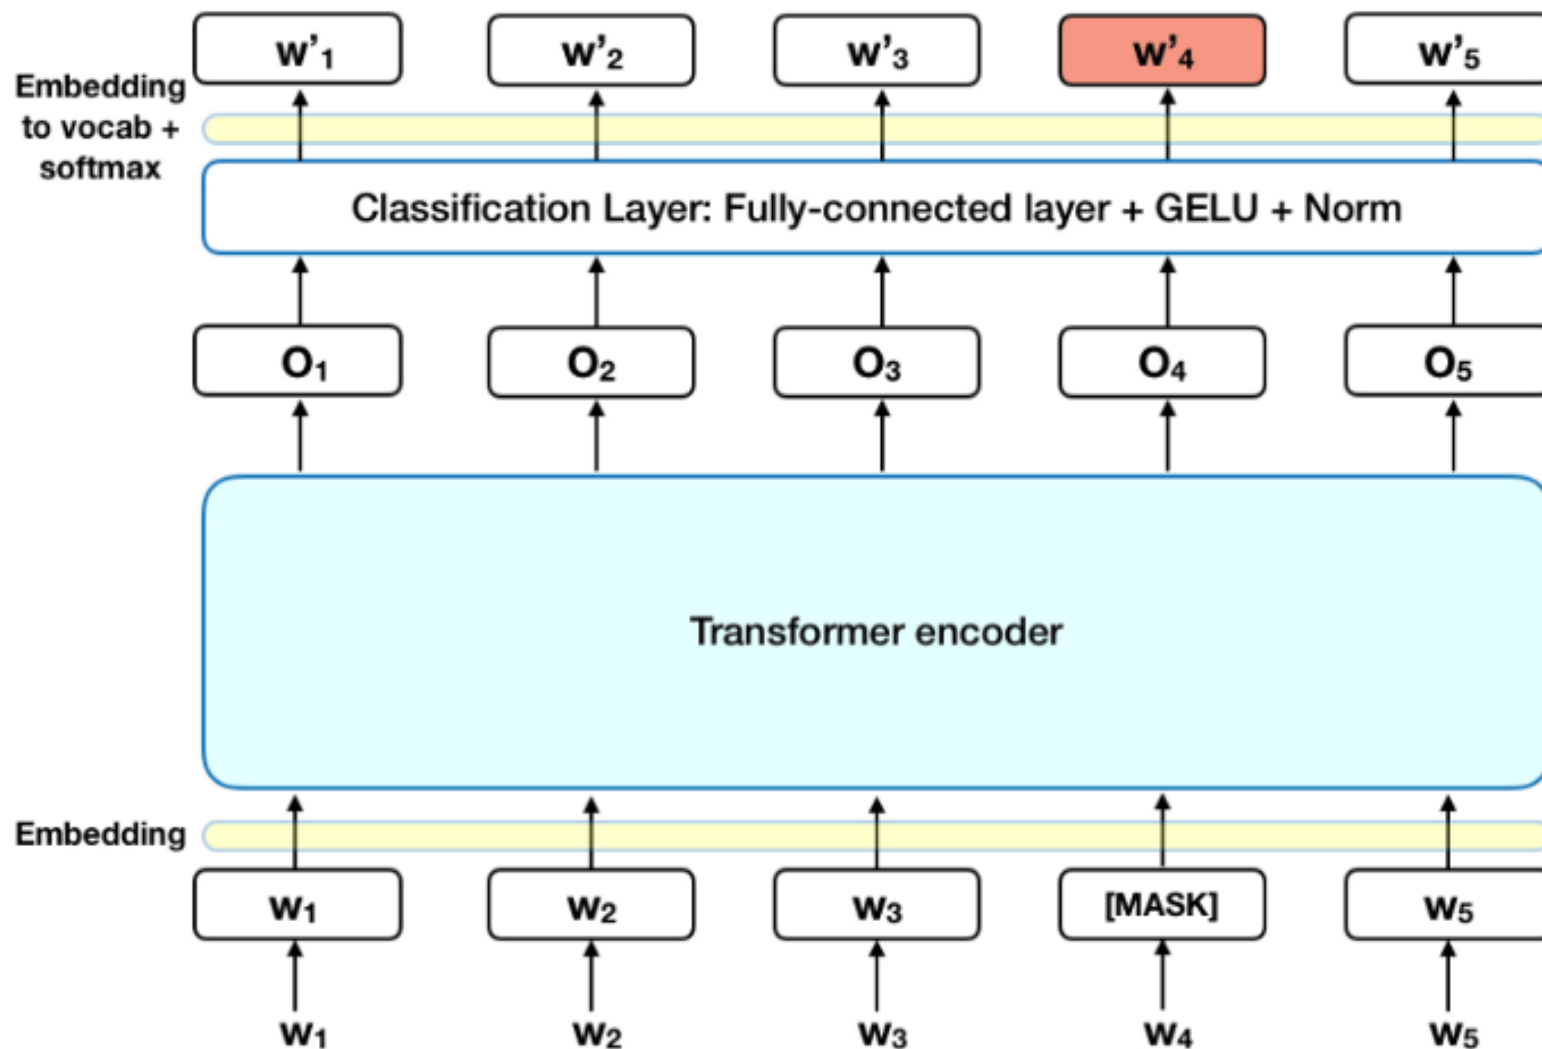 w'₁ w'₂ w'₃ w'₄ w'₅
Embedding
to vocab +
softmax
Classification Layer: Fully-connected layer + GELU + Norm
O₁ O₂ O₃ O₄ O₅
Transformer encoder
Embedding
w₁ w₂ w₃ [MASK] w₅
w₁ w₂ w₃ w₄ w₅